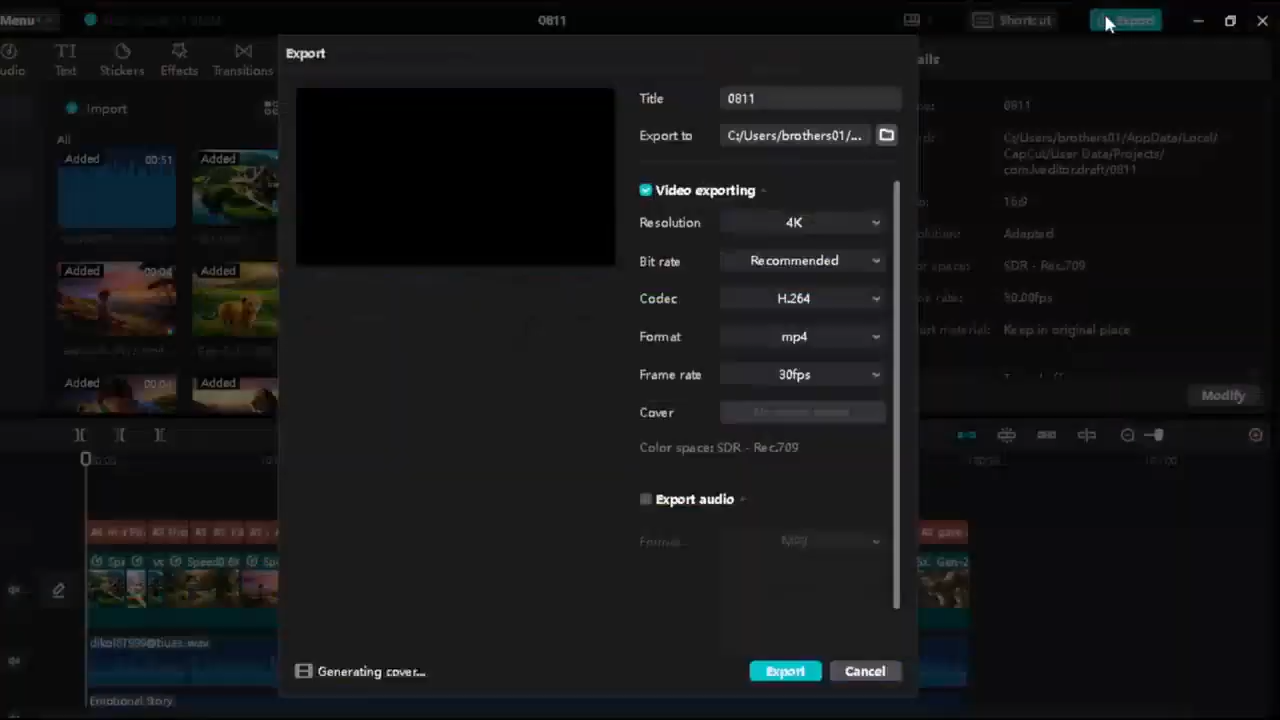 Menu
0811
Shortcut
Export
udio
Text
Stickers
Effects
Transitions
Import
All
Added
00:51
Added
Added
00:04
Added
Added
00:04
Added
Export
Title
0811
Export to
C:/Users/brothers01/...
Video exporting
Resolution
4K
Bit rate
Recommended
Codec
H.264
Format
mp4
Frame rate
30fps
Cover
Color space: SDR - Rec.709
Export audio
Format
Generating cover...
Export
Cancel
ails
0811
C:/Users/brothers01/AppData/Local/
CapCut/User Data/Projects/
com.lveditor.draft/0811
16:9
Adapted
SDR - Rec.709
30.00fps
Keep in original place
Modify
Emotional Story